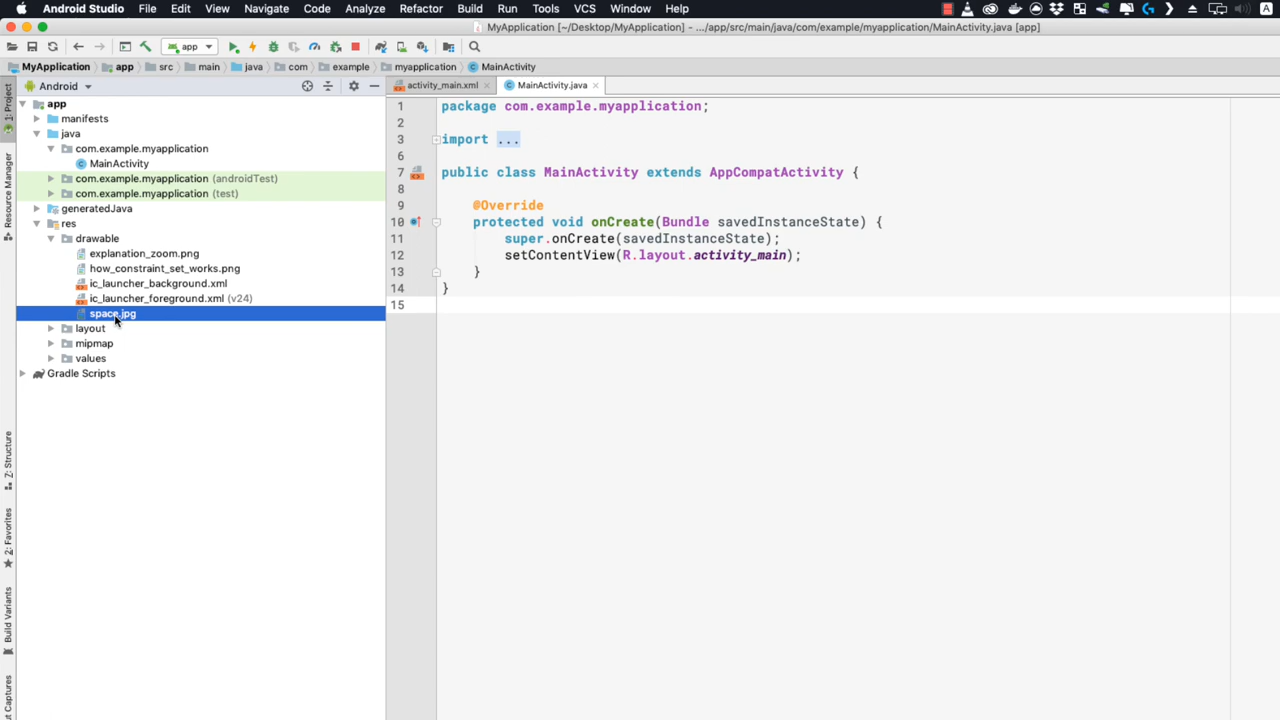 Android Studio File Edit View Navigate Code Analyze Refactor Build Run Tools VCS Window Help
MyApplication [~/Desktop/MyApplication] - .../app/src/main/java/com/example/myapplication/MainActivity.java [app]
app
MyApplication app src main java com example myapplication MainActivity
Android
activity_main.xml MainActivity.java
1: Project
Resource Manager
Z: Structure
2: Favorites
Build Variants
ut Captures
app
manifests
java
com.example.myapplication
MainActivity
com.example.myapplication (androidTest)
com.example.myapplication (test)
generatedJava
res
drawable
explanation_zoom.png
how_constraint_set_works.png
ic_launcher_background.xml
ic_launcher_foreground.xml (v24)
space.jpg
layout
mipmap
values
Gradle Scripts
1 package com.example.myapplication;
2
3 import ...
6
7 public class MainActivity extends AppCompatActivity {
8
9 @Override
10 protected void onCreate(Bundle savedInstanceState) {
11 super.onCreate(savedInstanceState);
12 setContentView(R.layout.activity_main);
13 }
14 }
15